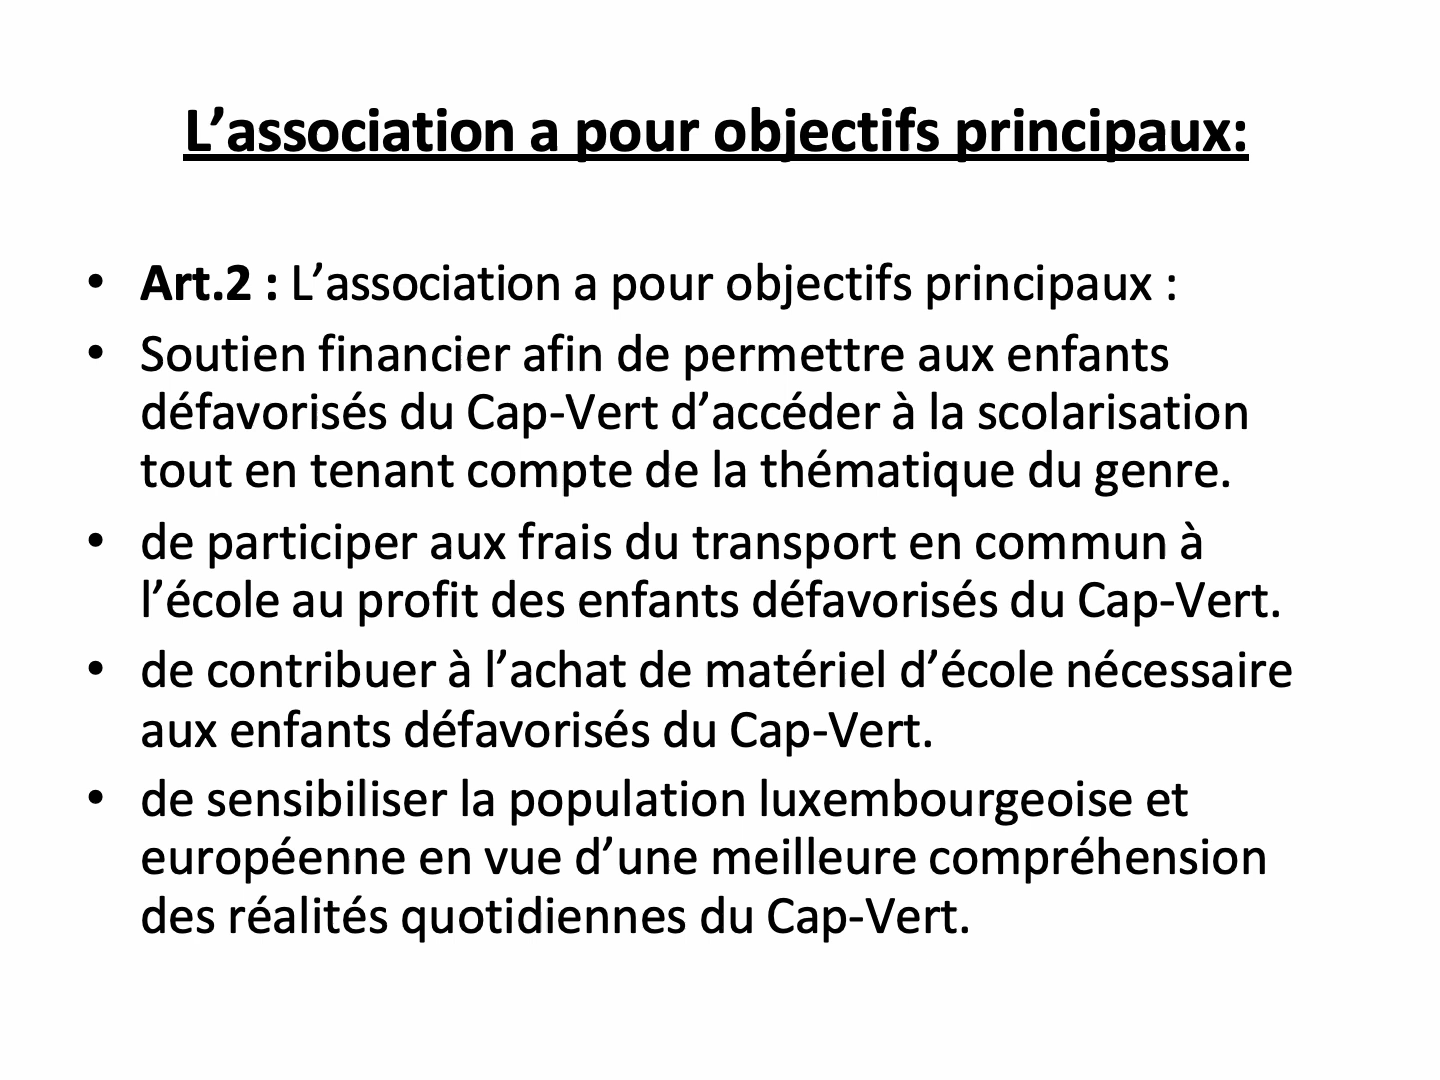 L’association a pour objectifs principaux:
• Art.2 : L’association a pour objectifs principaux :
• Soutien financier afin de permettre aux enfants
défavorisés du Cap-Vert d’accéder à la scolarisation
tout en tenant compte de la thématique du genre.
• de participer aux frais du transport en commun à
l’école au profit des enfants défavorisés du Cap-Vert.
• de contribuer à l’achat de matériel d’école nécessaire
aux enfants défavorisés du Cap-Vert.
• de sensibiliser la population luxembourgeoise et
européenne en vue d’une meilleure compréhension
des réalités quotidiennes du Cap-Vert.